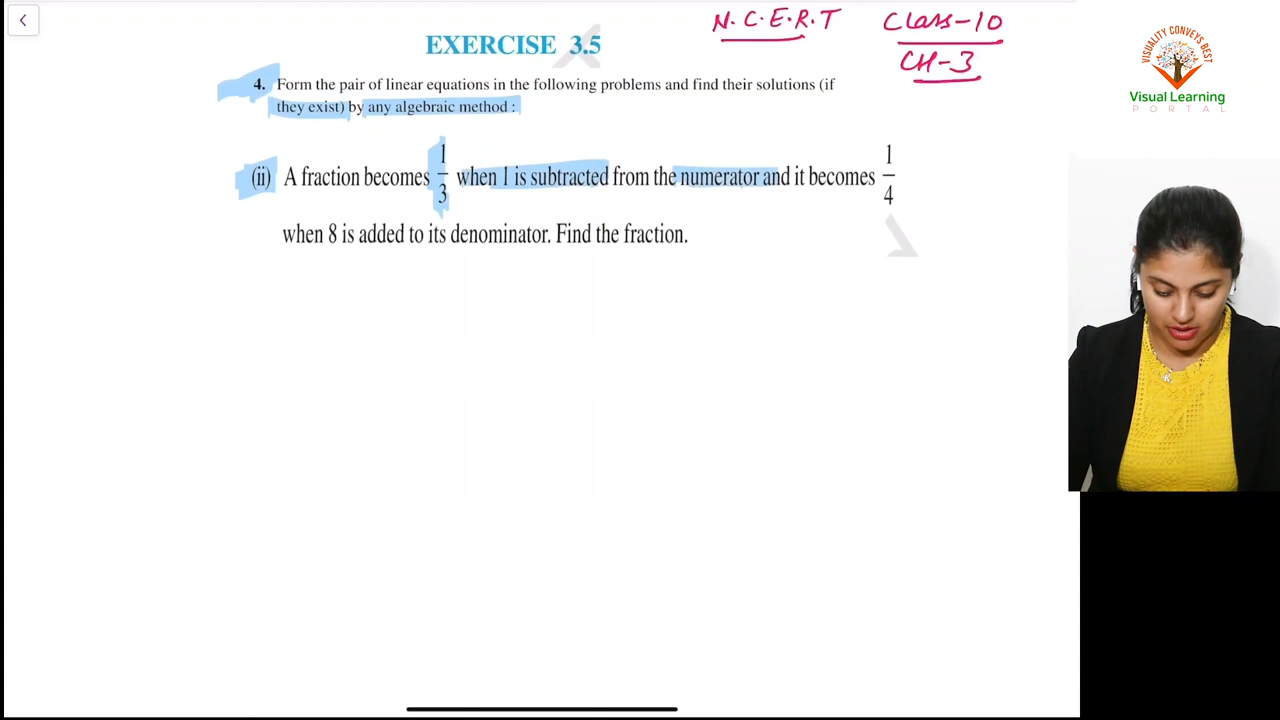 N.C.E.R.T Class-10
CH-3
EXERCISE 3.5
4. Form the pair of linear equations in the following problems and find their solutions (if
they exist) by any algebraic method :
(ii) A fraction becomes 1/3 when 1 is subtracted from the numerator and it becomes 1/4
when 8 is added to its denominator. Find the fraction.
VISUALITY CONVEYS BEST
Visual Learning
PORTAL